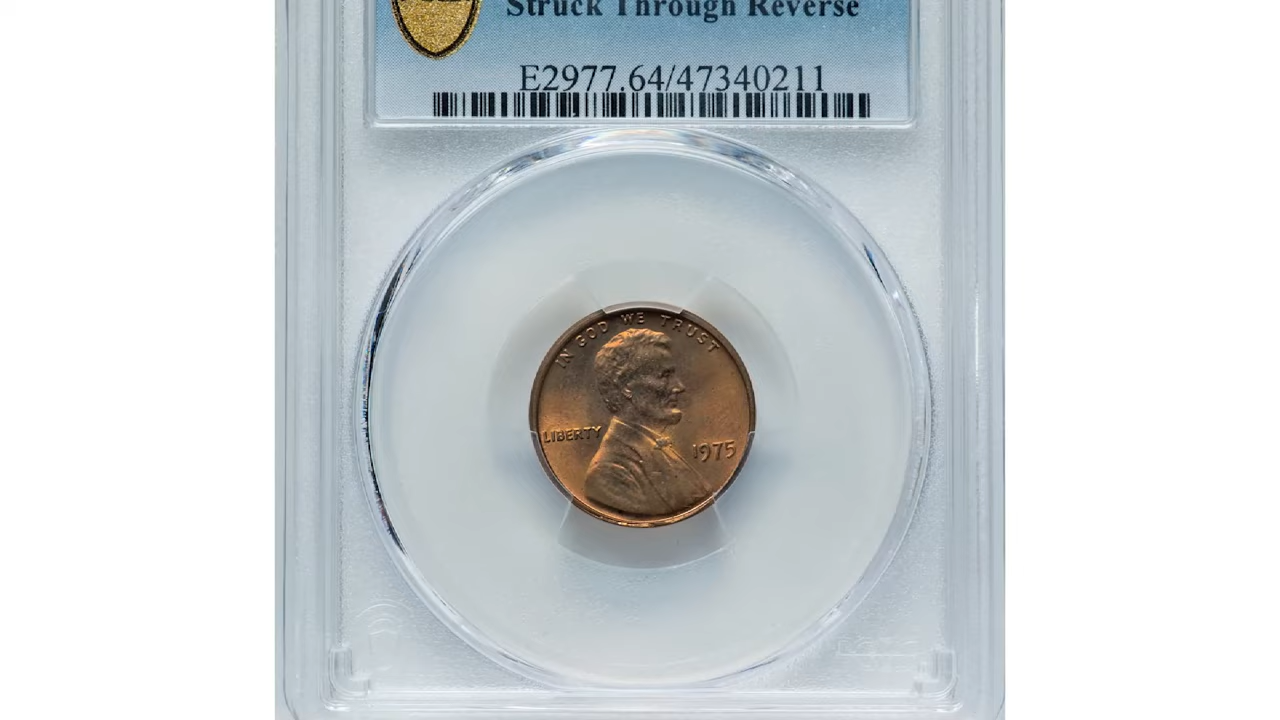 Struck Through Reverse
E2977.64/47340211
IN GOD WE TRUST
LIBERTY
1975